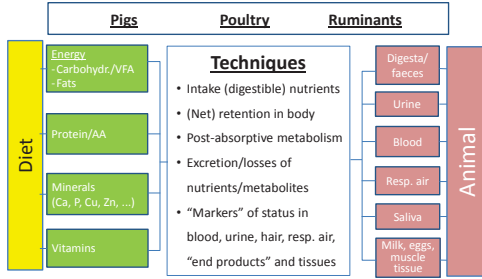 Pigs Poultry Ruminants
Diet
Energy
- Carbohydr./VFA
- Fats
Protein/AA
Minerals
(Ca, P, Cu, Zn, ...)
Vitamins
Techniques
• Intake (digestible) nutrients
• (Net) retention in body
• Post-absorptive metabolism
• Excretion/losses of
nutrients/metabolites
• “Markers” of status in
blood, urine, hair, resp. air,
“end products” and tissues
Digesta/
faeces
Urine
Blood
Resp. air
Saliva
Milk, eggs,
muscle
tissue
Animal